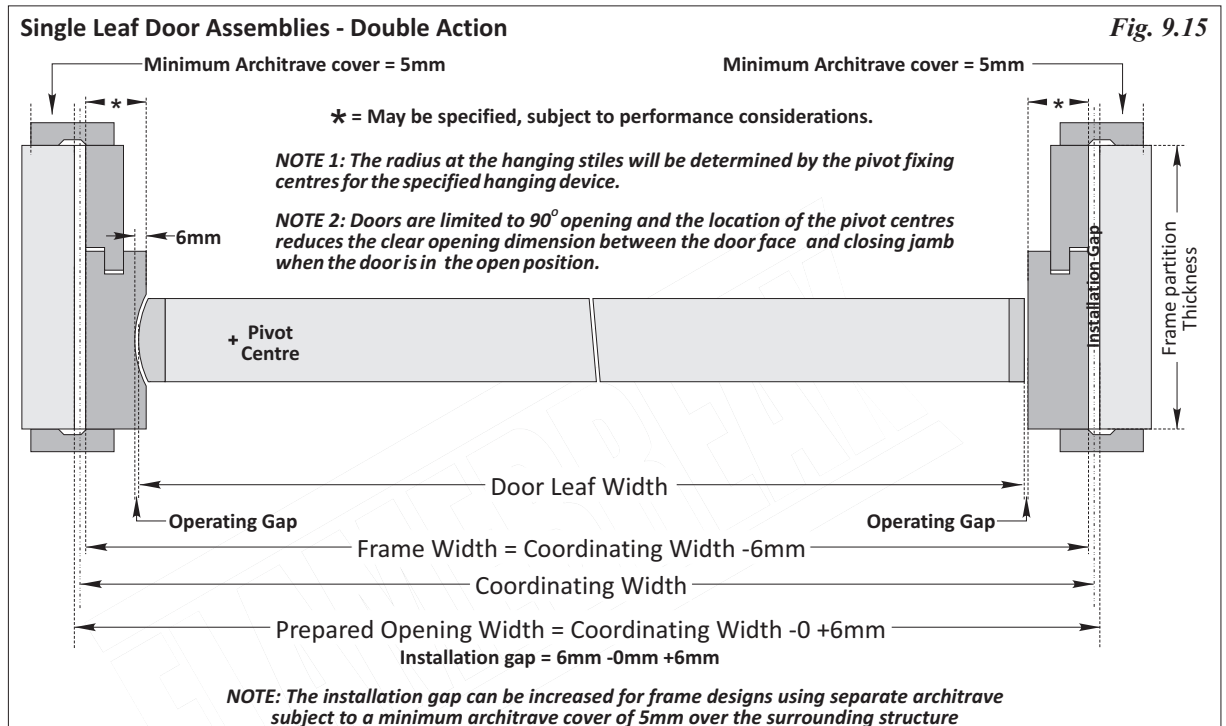 Single Leaf Door Assemblies - Double Action
Fig. 9.15
Minimum Architrave cover = 5mm
Minimum Architrave cover = 5mm
*
*
* = May be specified, subject to performance considerations.
NOTE 1: The radius at the hanging stiles will be determined by the pivot fixing
centres for the specified hanging device.
NOTE 2: Doors are limited to 90° opening and the location of the pivot centres
reduces the clear opening dimension between the door face and closing jamb
when the door is in the open position.
6mm
Installation Gap
Frame partition
Thickness
+ Pivot
Centre
Door Leaf Width
Operating Gap
Operating Gap
Frame Width = Coordinating Width -6mm
Coordinating Width
Prepared Opening Width = Coordinating Width -0 +6mm
Installation gap = 6mm -0mm +6mm
NOTE: The installation gap can be increased for frame designs using separate architrave
subject to a minimum architrave cover of 5mm over the surrounding structure